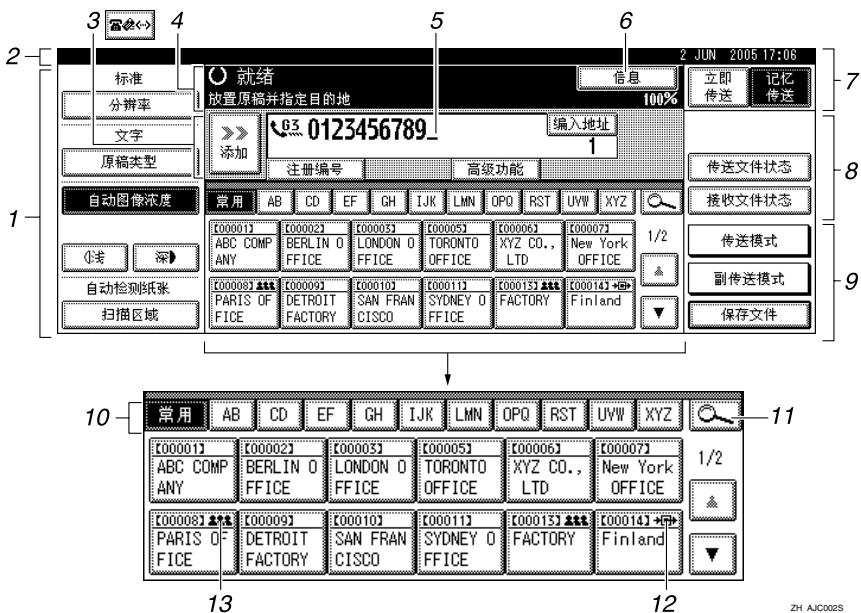 3
4
5
6
2
2 JUN 2005 17:06
标准
就绪
信息
立即传送
记忆传送
7
分辨率
放置原稿并指定目的地
100%
文字
添加
G3 0123456789_
编入地址
1
原稿类型
注册编号
高级功能
传送文件状态
8
1
自动图像浓度
常用 AB CD EF GH IJK LMN OPQ RST UVW XYZ
接收文件状态
【00001】 【00002】 【00003】 【00005】 【00006】 【00007】
ABC COMP BERLIN O LONDON O TORONTO XYZ CO., New York
ANY FFICE FFICE OFFICE LTD OFFICE
1/2
传送模式
浅
深
自动检测纸张
【00008】 【00009】 【00010】 【00011】 【00013】 【00014】
PARIS OF DETROIT SAN FRAN SYDNEY O FACTORY Finland
FICE FACTORY CISCO FFICE
▼
副传送模式
9
扫描区域
保存文件
10
常用 AB CD EF GH IJK LMN OPQ RST UVW XYZ
11
【00001】 【00002】 【00003】 【00005】 【00006】 【00007】
ABC COMP BERLIN O LONDON O TORONTO XYZ CO., New York
ANY FFICE FFICE OFFICE LTD OFFICE
1/2
【00008】 【00009】 【00010】 【00011】 【00013】 【00014】
PARIS OF DETROIT SAN FRAN SYDNEY O FACTORY Finland
FICE FACTORY CISCO FFICE
▼
13
12
ZH AJC002S